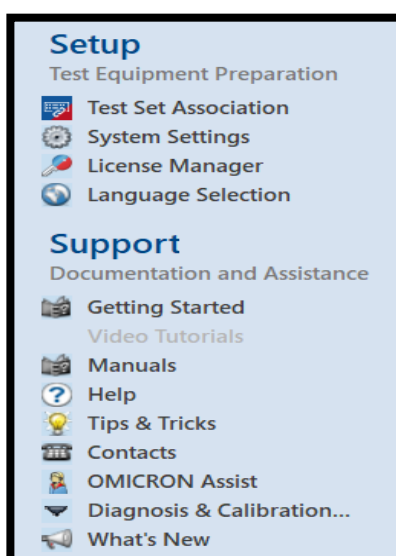 Setup
Test Equipment Preparation
Test Set Association
System Settings
License Manager
Language Selection
Support
Documentation and Assistance
Getting Started
Video Tutorials
Manuals
Help
Tips & Tricks
Contacts
OMICRON Assist
Diagnosis & Calibration...
What's New